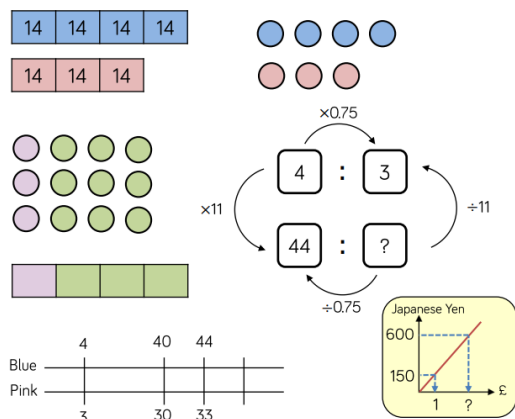 14 14 14 14
14 14 14
×0.75
4 : 3
×11
÷11
44 : ?
÷0.75
Japanese Yen
600
150
1 ? £
4 40 44
Blue
Pink
3 30 33